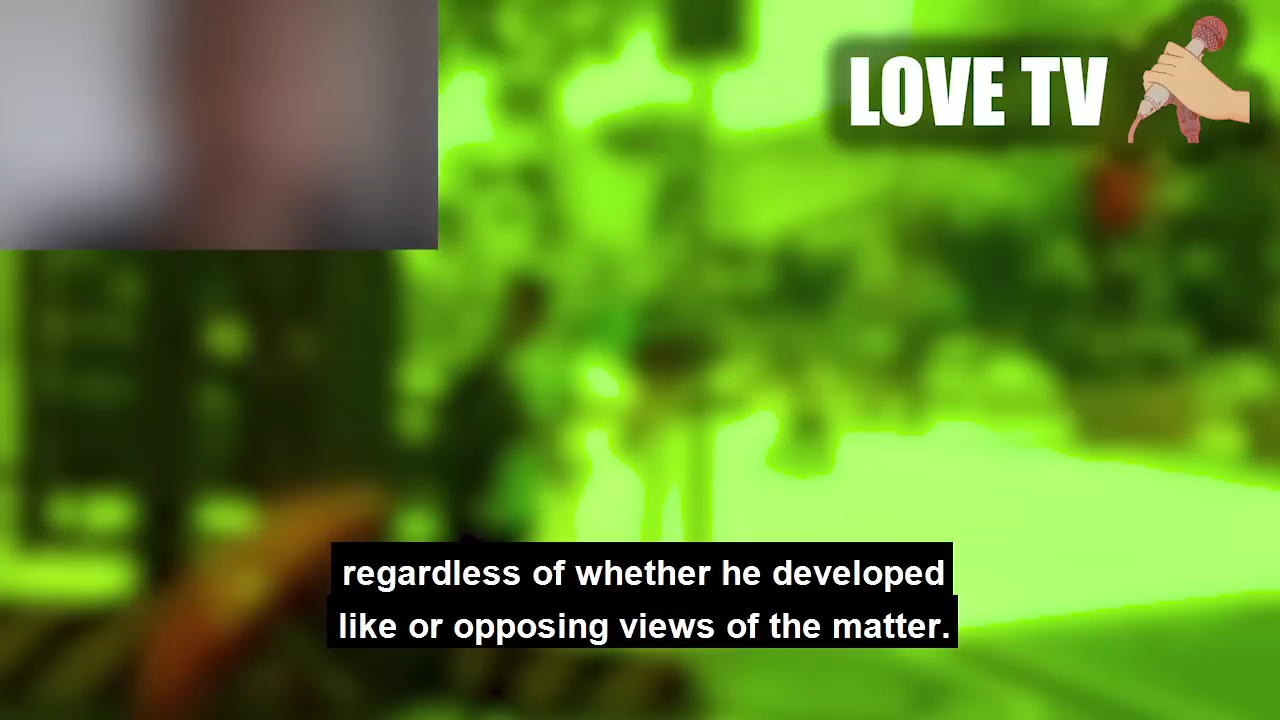 LOVE TV
regardless of whether he developed
like or opposing views of the matter.